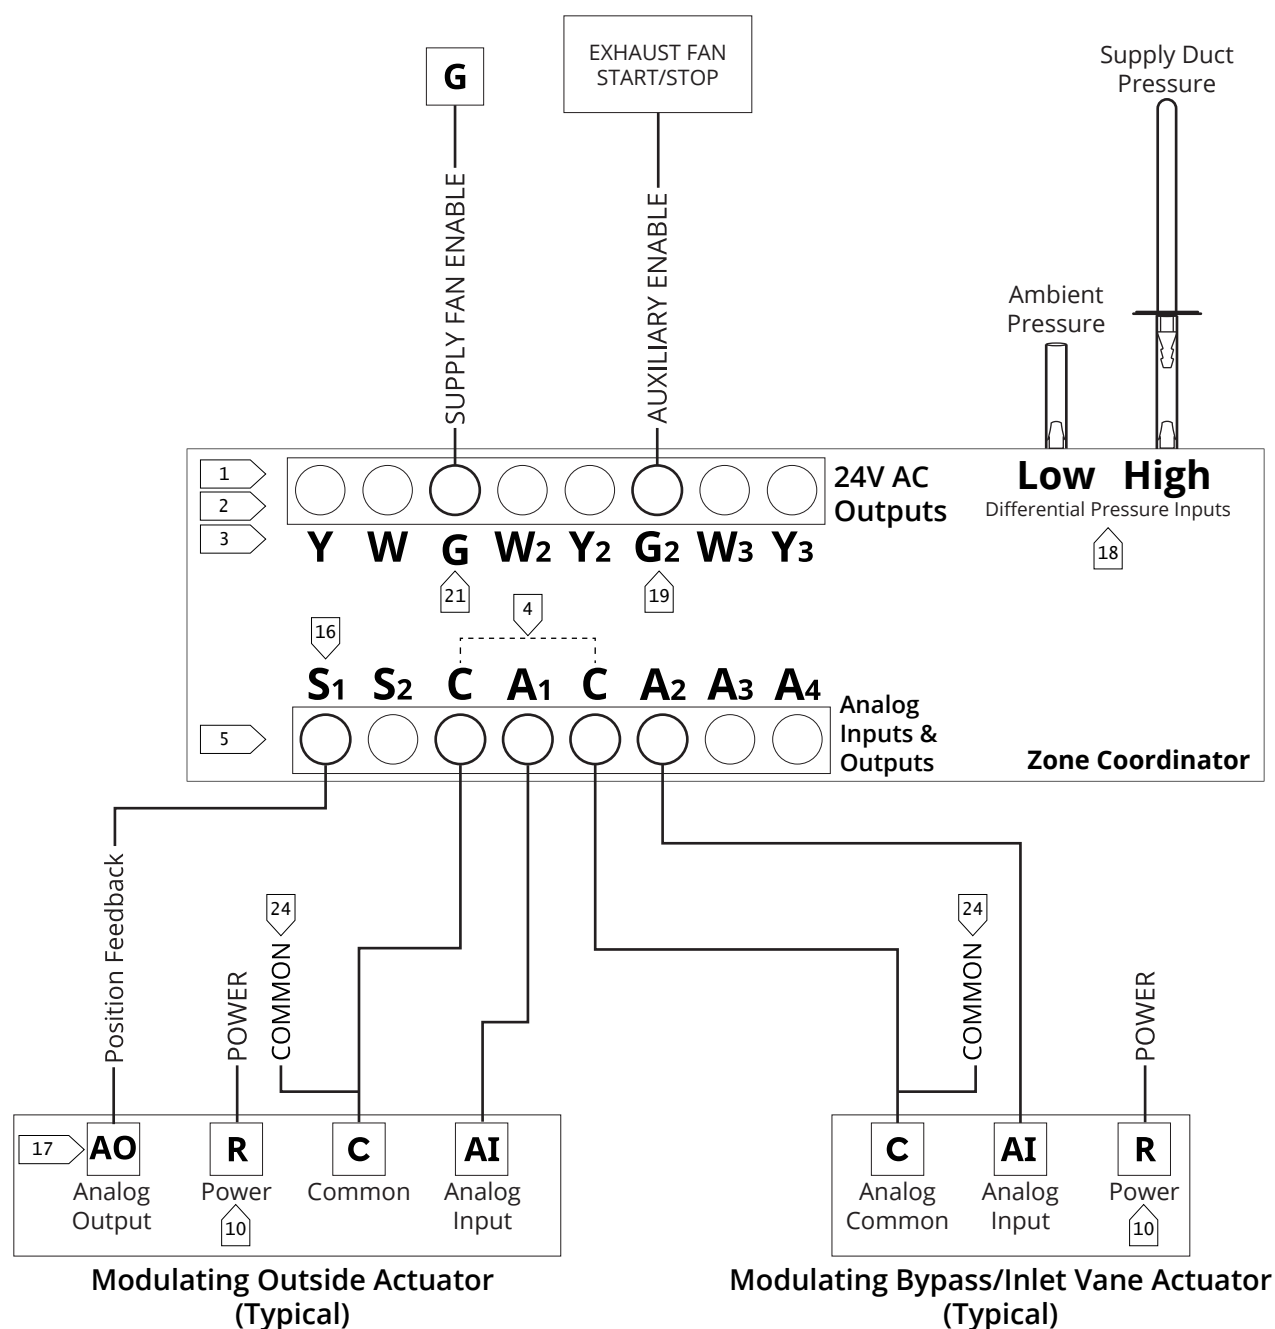 EXHAUST FAN
START/STOP
G
Supply Duct
Pressure
SUPPLY FAN ENABLE
AUXILIARY ENABLE
Ambient
Pressure
1
2
3
24V AC
Outputs
Low High
Differential Pressure Inputs
18
Y W G W2 Y2 G2 W3 Y3
21
19
4
16
S1 S2 C A1 C A2 A3 A4
5
Analog
Inputs &
Outputs
Zone Coordinator
Position Feedback
POWER
24
COMMON
24
COMMON
POWER
17
AO
Analog
Output
R
Power
10
C
Common
AI
Analog
Input
Modulating Outside Actuator
(Typical)
C
Analog
Common
AI
Analog
Input
R
Power
10
Modulating Bypass/Inlet Vane Actuator
(Typical)